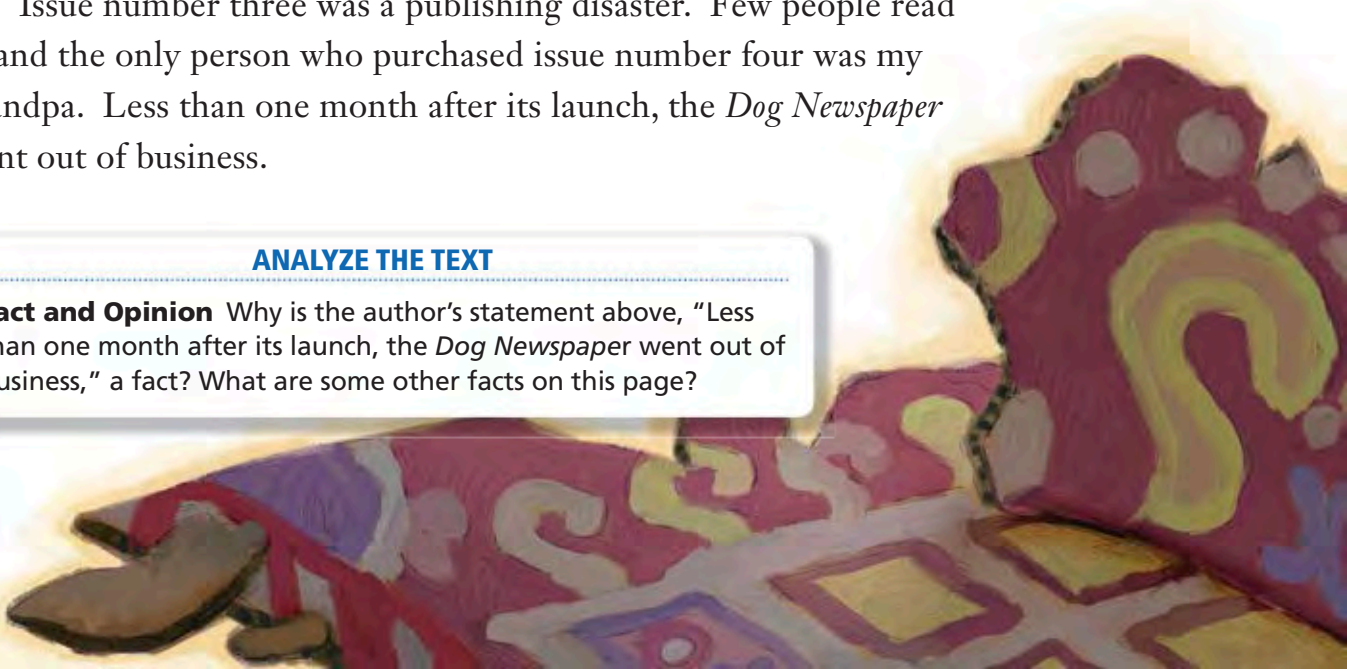 Issue number three was a publishing disaster. Few people read
and the only person who purchased issue number four was my
ndpa. Less than one month after its launch, the Dog Newspaper
nt out of business.
ANALYZE THE TEXT
act and Opinion Why is the author's statement above, “Less
han one month after its launch, the Dog Newspaper went out of
usiness,” a fact? What are some other facts on this page?